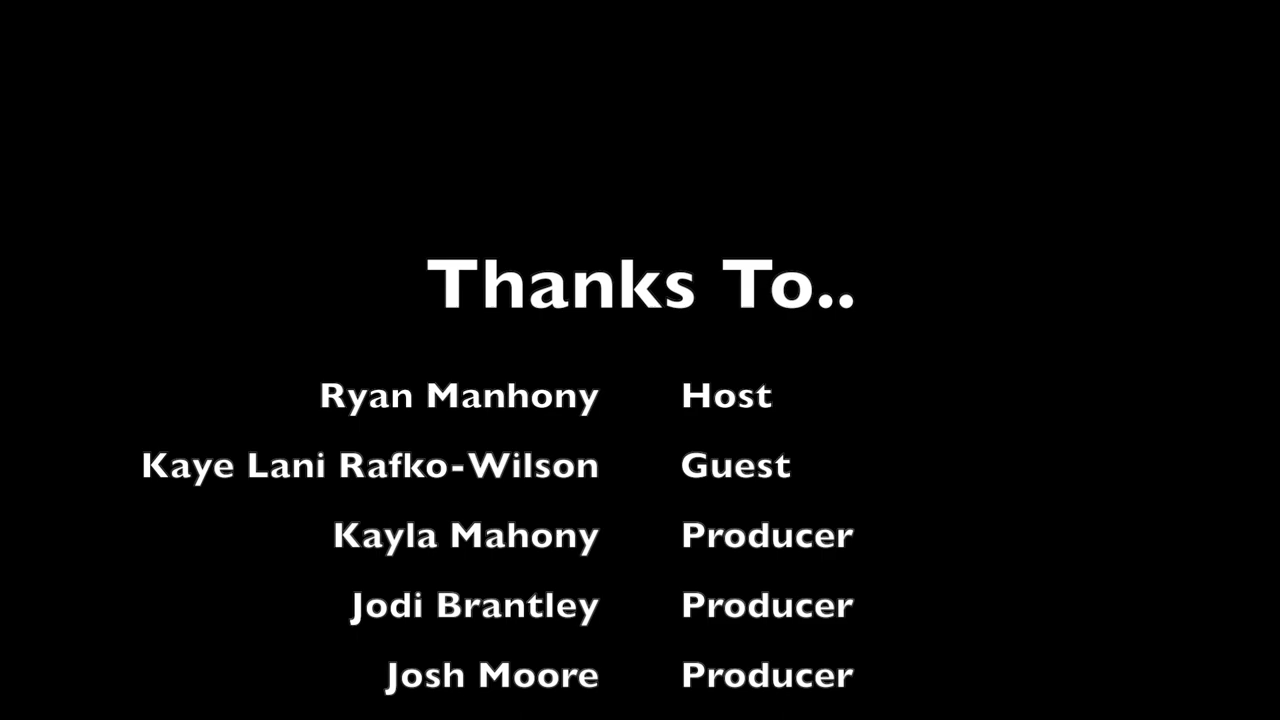 Thanks To..
Ryan Manhony Host
Kaye Lani Rafko-Wilson Guest
Kayla Mahony Producer
Jodi Brantley Producer
Josh Moore Producer